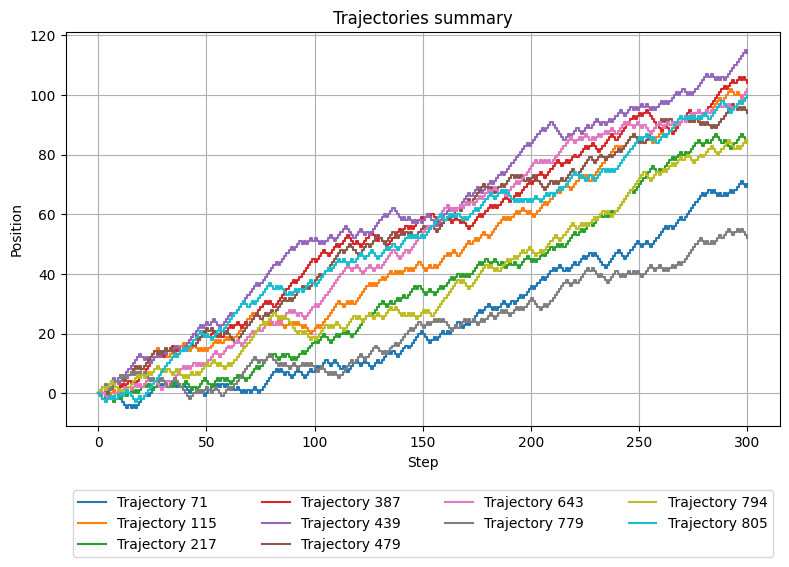 Trajectories summary
Position
120
100
80
60
40
20
0
0 50 100 150 200 250 300
Step
Trajectory 71 Trajectory 387 Trajectory 643 Trajectory 794
Trajectory 115 Trajectory 439 Trajectory 779 Trajectory 805
Trajectory 217 Trajectory 479